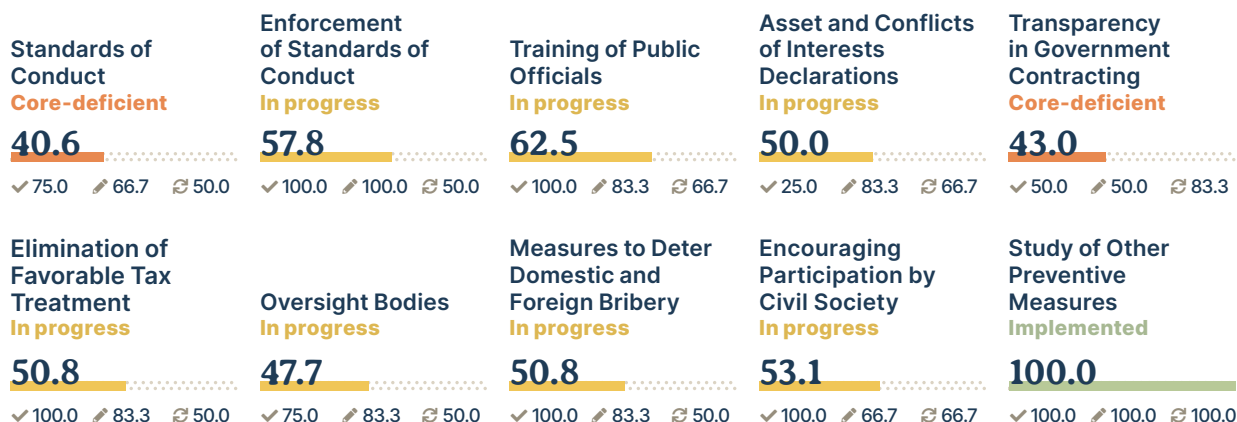 Standards of
Conduct
Core-deficient
40.6
75.0 66.7 50.0
Enforcement
of Standards of
Conduct
In progress
57.8
100.0 100.0 50.0
Training of Public
Officials
In progress
62.5
100.0 83.3 66.7
Asset and Conflicts
of Interests
Declarations
In progress
50.0
25.0 83.3 66.7
Transparency
in Government
Contracting
Core-deficient
43.0
50.0 50.0 83.3
Elimination of
Favorable Tax
Treatment
In progress
50.8
100.0 83.3 50.0
Oversight Bodies
In progress
47.7
75.0 83.3 50.0
Measures to Deter
Domestic and
Foreign Bribery
In progress
50.8
100.0 83.3 50.0
Encouraging
Participation by
Civil Society
In progress
53.1
100.0 66.7 66.7
Study of Other
Preventive
Measures
Implemented
100.0
100.0 100.0 100.0